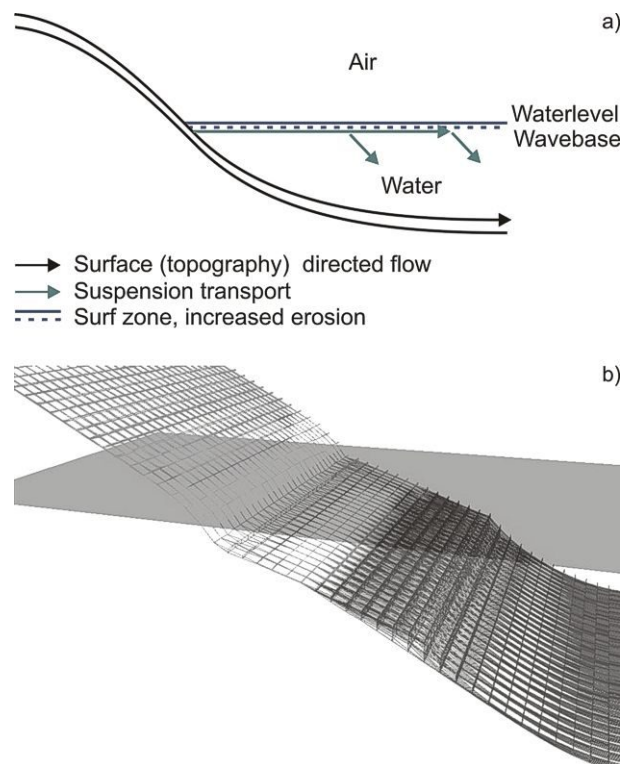 a)
Air
Waterlevel
Wavebase
Water
Surface (topography) directed flow
Suspension transport
Surf zone, increased erosion
b)